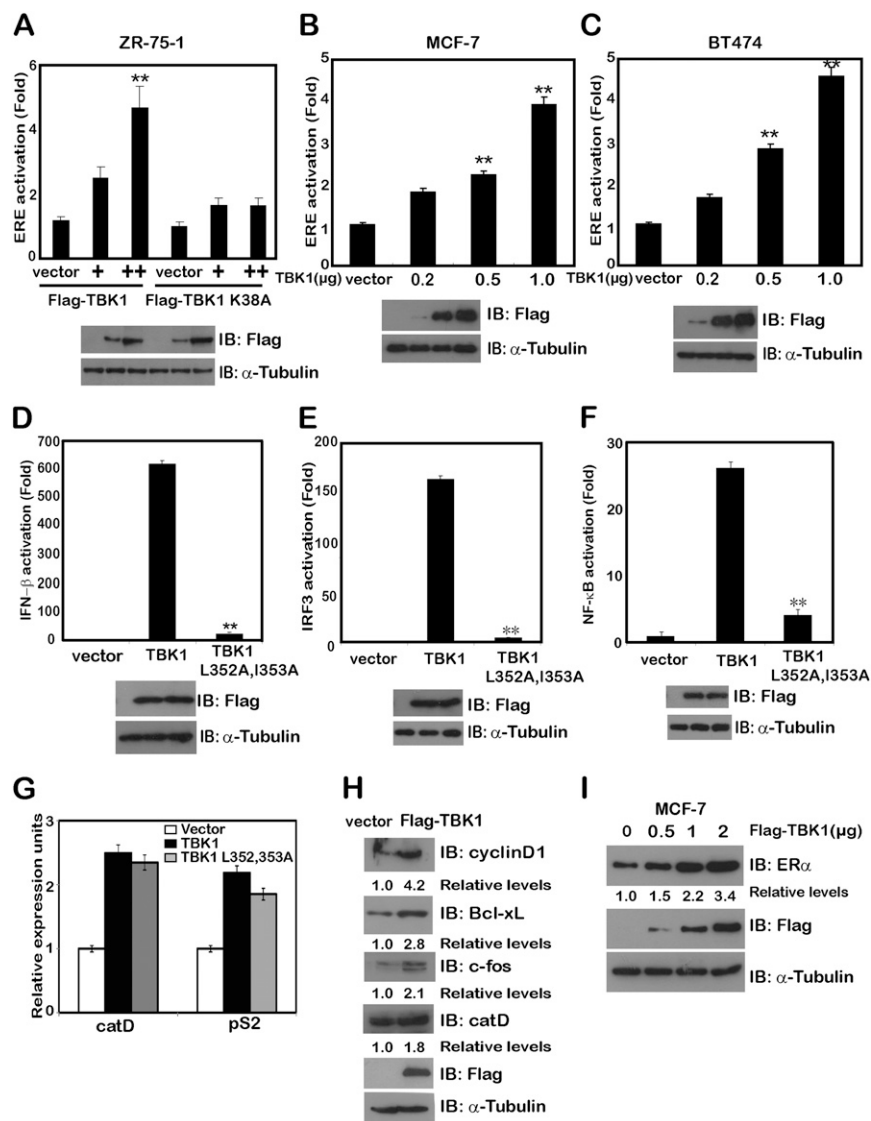 A
ZR-75-1
ERE activation (Fold)
6
4
2
0
**
vector + ++ vector + ++
Flag-TBK1 Flag-TBK1 K38A
IB: Flag
IB: α-Tubulin
B
MCF-7
ERE activation (Fold)
5
4
3
2
1
0
**
**
TBK1(µg) vector 0.2 0.5 1.0
IB: Flag
IB: α-Tubulin
C
BT474
ERE activation (Fold)
5
4
3
2
1
0
**
**
TBK1(µg) vector 0.2 0.5 1.0
IB: Flag
IB: α-Tubulin
D
IFN-β activation (Fold)
700
600
500
400
300
200
100
0
**
vector TBK1 TBK1
L352A,I353A
IB: Flag
IB: α-Tubulin
E
IRF3 activation (Fold)
200
150
100
50
0
**
vector TBK1 TBK1
L352A,I353A
IB: Flag
IB: α-Tubulin
F
NF-κB activation (Fold)
30
20
10
0
**
vector TBK1 TBK1
L352A,I353A
IB: Flag
IB: α-Tubulin
G
Relative expression units
3
2
1
0
Vector
TBK1
TBK1 L352,353A
catD pS2
H
vector Flag-TBK1
IB: cyclinD1
1.0 4.2 Relative levels
IB: Bcl-xL
1.0 2.8 Relative levels
IB: c-fos
1.0 2.1 Relative levels
IB: catD
1.0 1.8 Relative levels
IB: Flag
IB: α-Tubulin
I
MCF-7
0 0.5 1 2 Flag-TBK1(µg)
IB: ERα
1.0 1.5 2.2 3.4 Relative levels
IB: Flag
IB: α-Tubulin